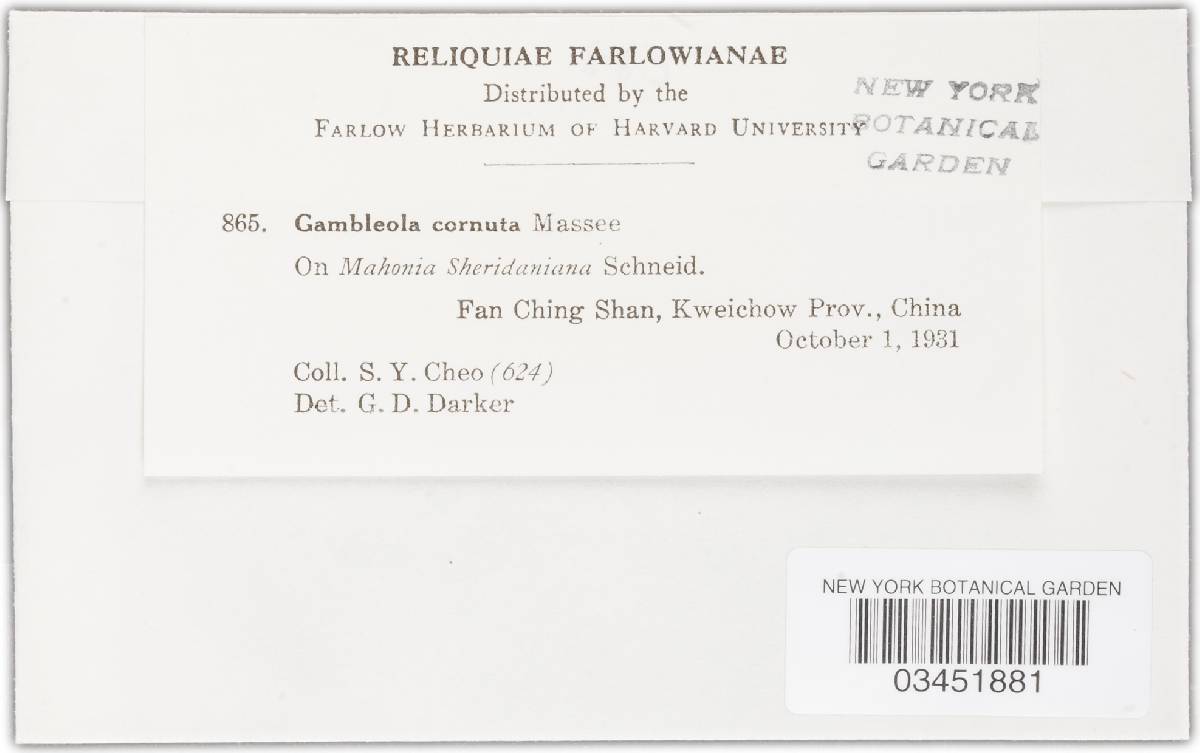 RELIQUIAE FARLOWIANAE
Distributed by the
FARLOW HERBARIUM OF HARVARD UNIVERSITY
NEW YORK
BOTANICAL
GARDEN
865. Gambleola cornuta Massee
On Mahonia Sheridaniana Schneid.
Fan Ching Shan, Kweichow Prov., China
October 1, 1931
Coll. S. Y. Cheo (624)
Det. G. D. Darker
NEW YORK BOTANICAL GARDEN
03451881